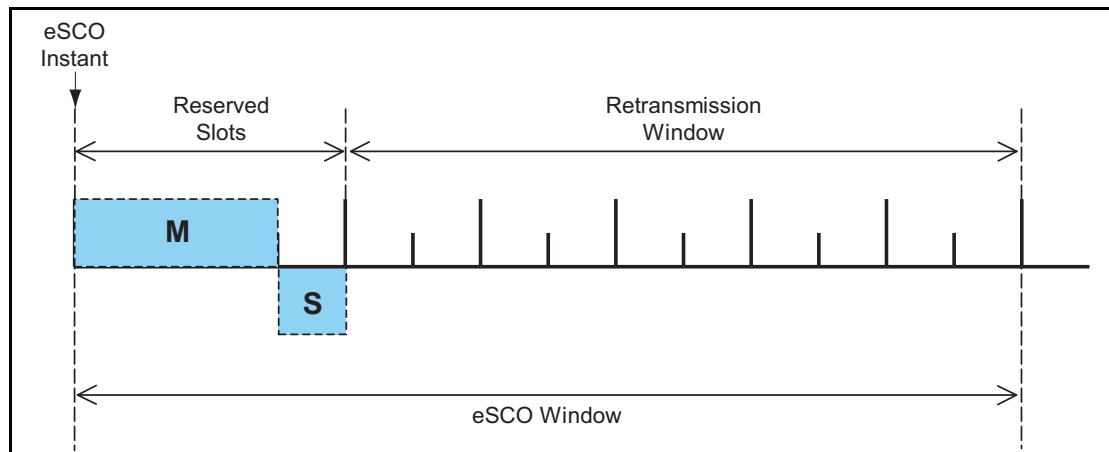 eSCO
Instant
Reserved
Slots
Retransmission
Window
M
S
eSCO Window